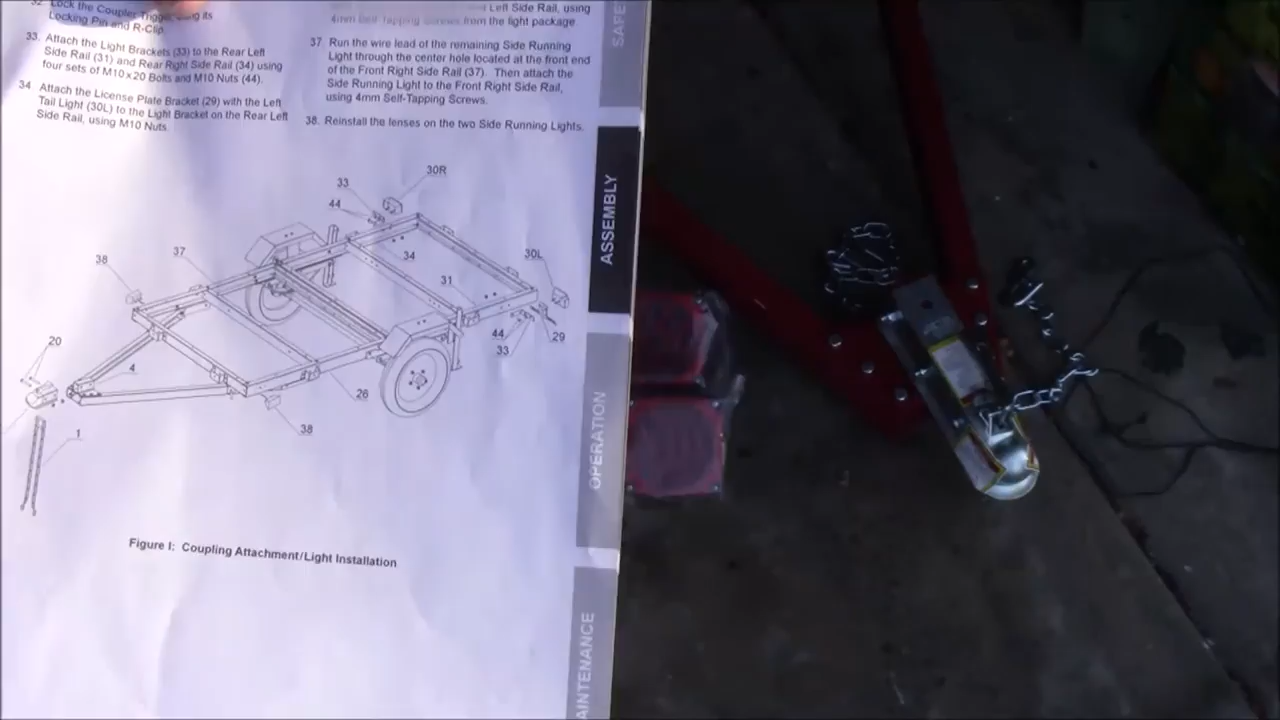 32. Lock the Coupler Trigger using its
Locking Pin and R-Clip.
33. Attach the Light Brackets (33) to the Rear Left
Side Rail (31) and Rear Right Side Rail (34) using
four sets of M10x20 Bolts and M10 Nuts (44).
34 Attach the License Plate Bracket (29) with the Left
Tail Light (30L) to the Light Bracket on the Rear Left
Side Rail, using M10 Nuts.
Left Side Rail, using
4mm Self-Tapping Screws from the light package.
37. Run the wire lead of the remaining Side Running
Light through the center hole located at the front end
of the Front Right Side Rail (37). Then attach the
Side Running Light to the Front Right Side Rail,
using 4mm Self-Tapping Screws.
38. Reinstall the lenses on the two Side Running Lights.
30R
33
44
37
38
34
30L
31
44
33
29
20
4
26
38
1
Figure I: Coupling Attachment/Light Installation
SAFE
ASSEMBLY
OPERATION
AINTENANCE